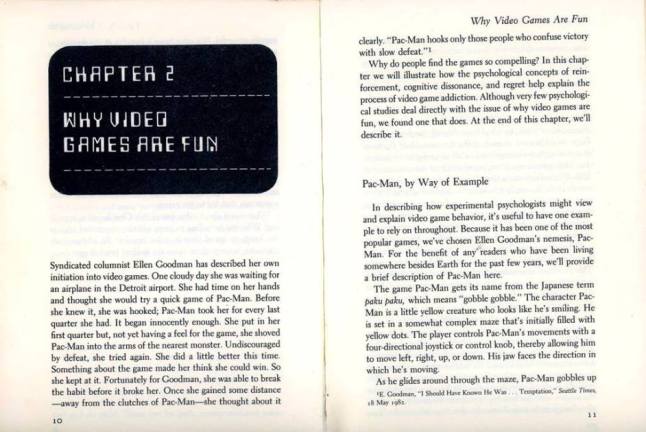 CHAPTER 2
WHY VIDEO
GAMES ARE FUN
Syndicated columnist Ellen Goodman has described her own
initiation into video games. One cloudy day she was waiting for
an airplane in the Detroit airport. She had time on her hands
and thought she would try a quick game of Pac-Man. Before
she knew it, she was hooked; Pac-Man took her for every last
quarter she had. It began innocently enough. She put in her
first quarter but, not yet having a feel for the game, she shoved
Pac-Man into the arms of the nearest monster. Undiscouraged
by defeat, she tried again. She did a little better this time.
Something about the game made her think she could win. So
she kept at it. Fortunately for Goodman, she was able to break
the habit before it broke her. Once she gained some distance
—away from the clutches of Pac-Man—she thought about it
10
Why Video Games Are Fun
clearly. “Pac-Man hooks only those people who confuse victory
with slow defeat.”¹
Why do people find the games so compelling? In this chap-
ter we will illustrate how the psychological concepts of rein-
forcement, cognitive dissonance, and regret help explain the
process of video game addiction. Although very few psychologi-
cal studies deal directly with the issue of why video games are
fun, we found one that does. At the end of this chapter, we’ll
describe it.
Pac-Man, by Way of Example
In describing how experimental psychologists might view
and explain video game behavior, it’s useful to have one exam-
ple to rely on throughout. Because it has been one of the most
popular games, we’ve chosen Ellen Goodman’s nemesis, Pac-
Man. For the benefit of any readers who have been living
somewhere besides Earth for the past few years, we’ll provide
a brief description of Pac-Man here.
The game Pac-Man gets its name from the Japanese term
paku paku, which means “gobble gobble.” The character Pac-
Man is a little yellow creature who looks like he’s smiling. He
is set in a somewhat complex maze that’s initially filled with
yellow dots. The player controls Pac-Man’s movements with a
four-directional joystick or control knob, thereby allowing him
to move left, right, up, or down. His jaw faces the direction in
which he’s moving.
As he glides around through the maze, Pac-Man gobbles up
¹E. Goodman, “I Should Have Known He Was . . . Temptation,” Seattle Times,
18 May 1982.
11